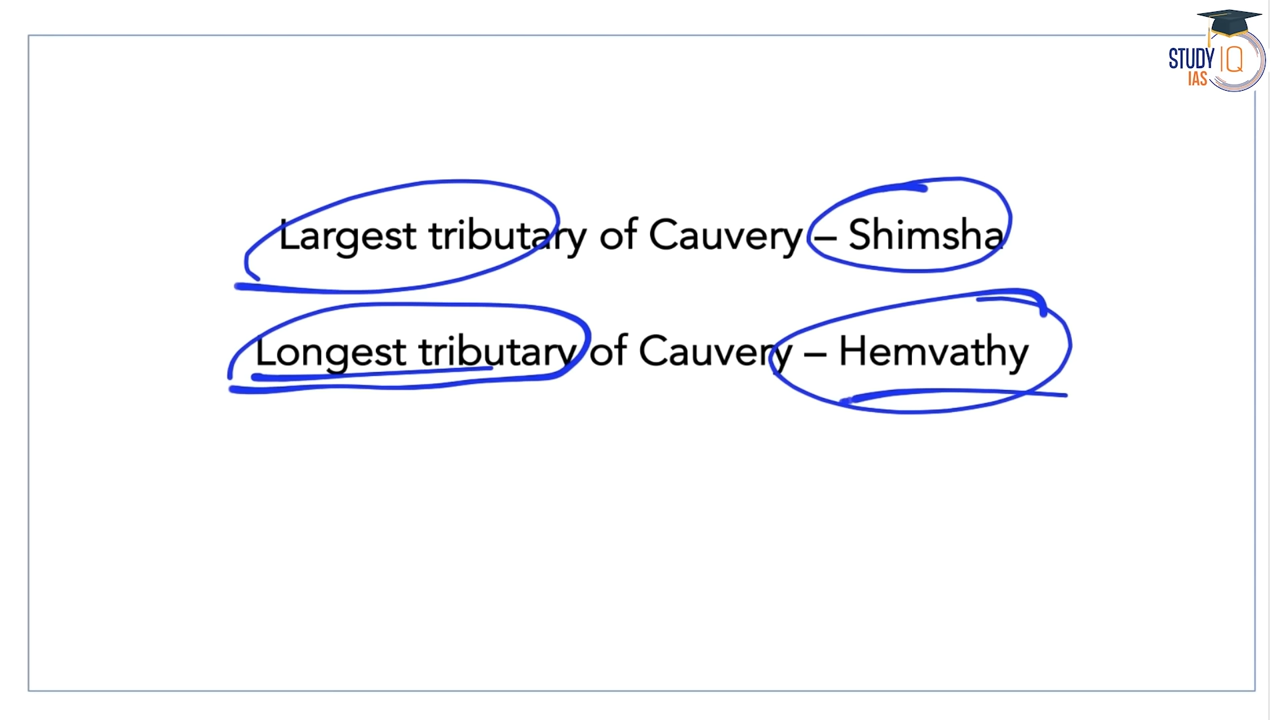 STUDY IQ
IAS
Largest tributary of Cauvery – Shimsha
Longest tributary of Cauvery – Hemvathy